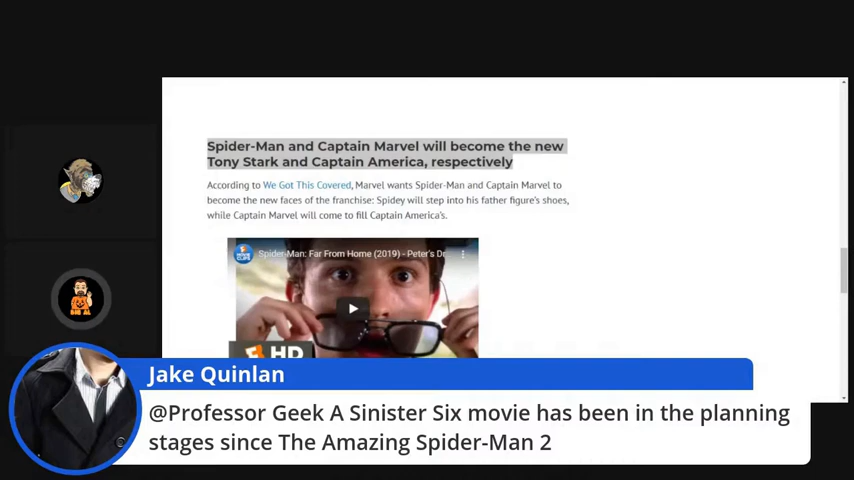 Spider-Man and Captain Marvel will become the new
Tony Stark and Captain America, respectively
According to We Got This Covered, Marvel wants Spider-Man and Captain Marvel to
become the new faces of the franchise: Spidey will step into his father figure's shoes,
while Captain Marvel will come to fill Captain America's.
Spider-Man: Far From Home (2019) - Peter's Dr...
HD
BIG AL
Jake Quinlan
@Professor Geek A Sinister Six movie has been in the planning
stages since The Amazing Spider-Man 2